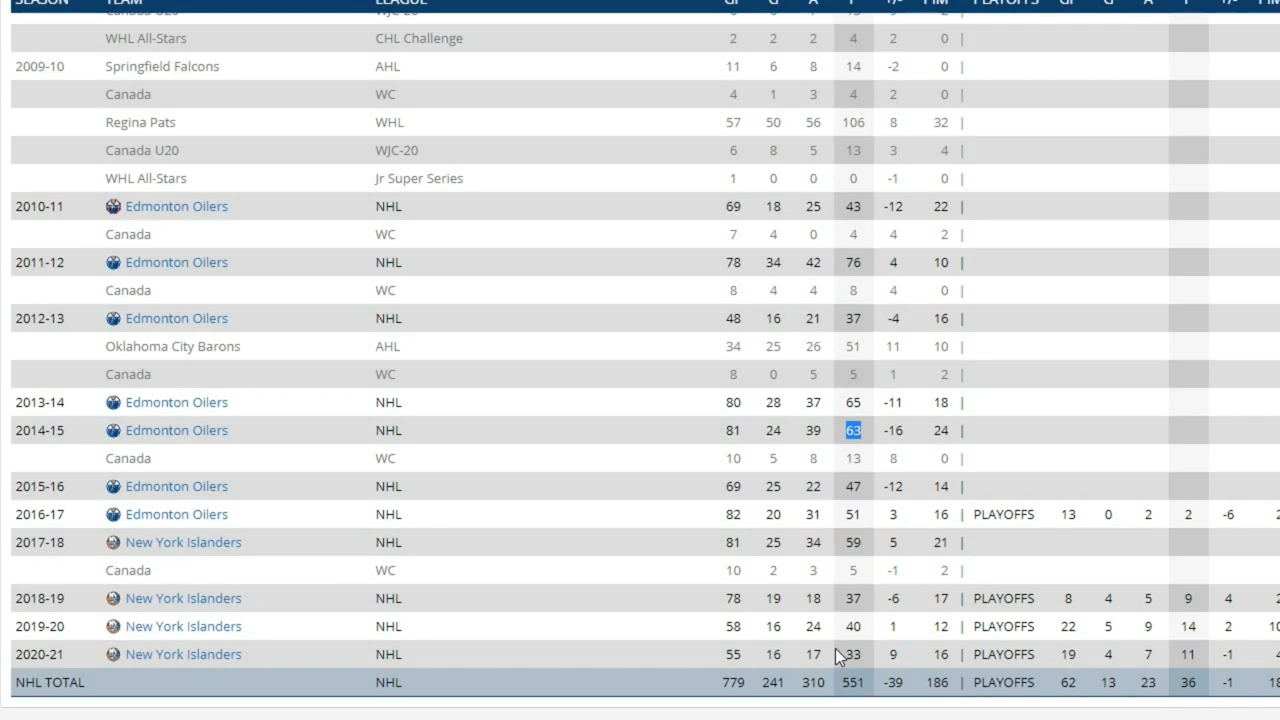 SEASON TEAM LEAGUE GP G A P +/- PIM PLAYOFFS GP G A P +/- PIM
Canada U20 WJC-20
WHL All-Stars CHL Challenge 2 2 2 4 2 0 |
2009-10 Springfield Falcons AHL 11 6 8 14 -2 0 |
Canada WC 4 1 3 4 2 0 |
Regina Pats WHL 57 50 56 106 8 32 |
Canada U20 WJC-20 6 8 5 13 3 4 |
WHL All-Stars Jr Super Series 1 0 0 0 -1 0 |
2010-11 Edmonton Oilers NHL 69 18 25 43 -12 22 |
Canada WC 7 4 0 4 4 2 |
2011-12 Edmonton Oilers NHL 78 34 42 76 4 10 |
Canada WC 8 4 4 8 4 0 |
2012-13 Edmonton Oilers NHL 48 16 21 37 -4 16 |
Oklahoma City Barons AHL 34 25 26 51 11 10 |
Canada WC 8 0 5 5 1 2 |
2013-14 Edmonton Oilers NHL 80 28 37 65 -11 18 |
2014-15 Edmonton Oilers NHL 81 24 39 63 -16 24 |
Canada WC 10 5 8 13 8 0 |
2015-16 Edmonton Oilers NHL 69 25 22 47 -12 14 |
2016-17 Edmonton Oilers NHL 82 20 31 51 3 16 | PLAYOFFS 13 0 2 2 -6 2
2017-18 New York Islanders NHL 81 25 34 59 5 21 |
Canada WC 10 2 3 5 -1 2 |
2018-19 New York Islanders NHL 78 19 18 37 -6 17 | PLAYOFFS 8 4 5 9 4 2
2019-20 New York Islanders NHL 58 16 24 40 1 12 | PLAYOFFS 22 5 9 14 2 10
2020-21 New York Islanders NHL 55 16 17 33 9 16 | PLAYOFFS 19 4 7 11 -1 4
NHL TOTAL NHL 779 241 310 551 -39 186 | PLAYOFFS 62 13 23 36 -1 18